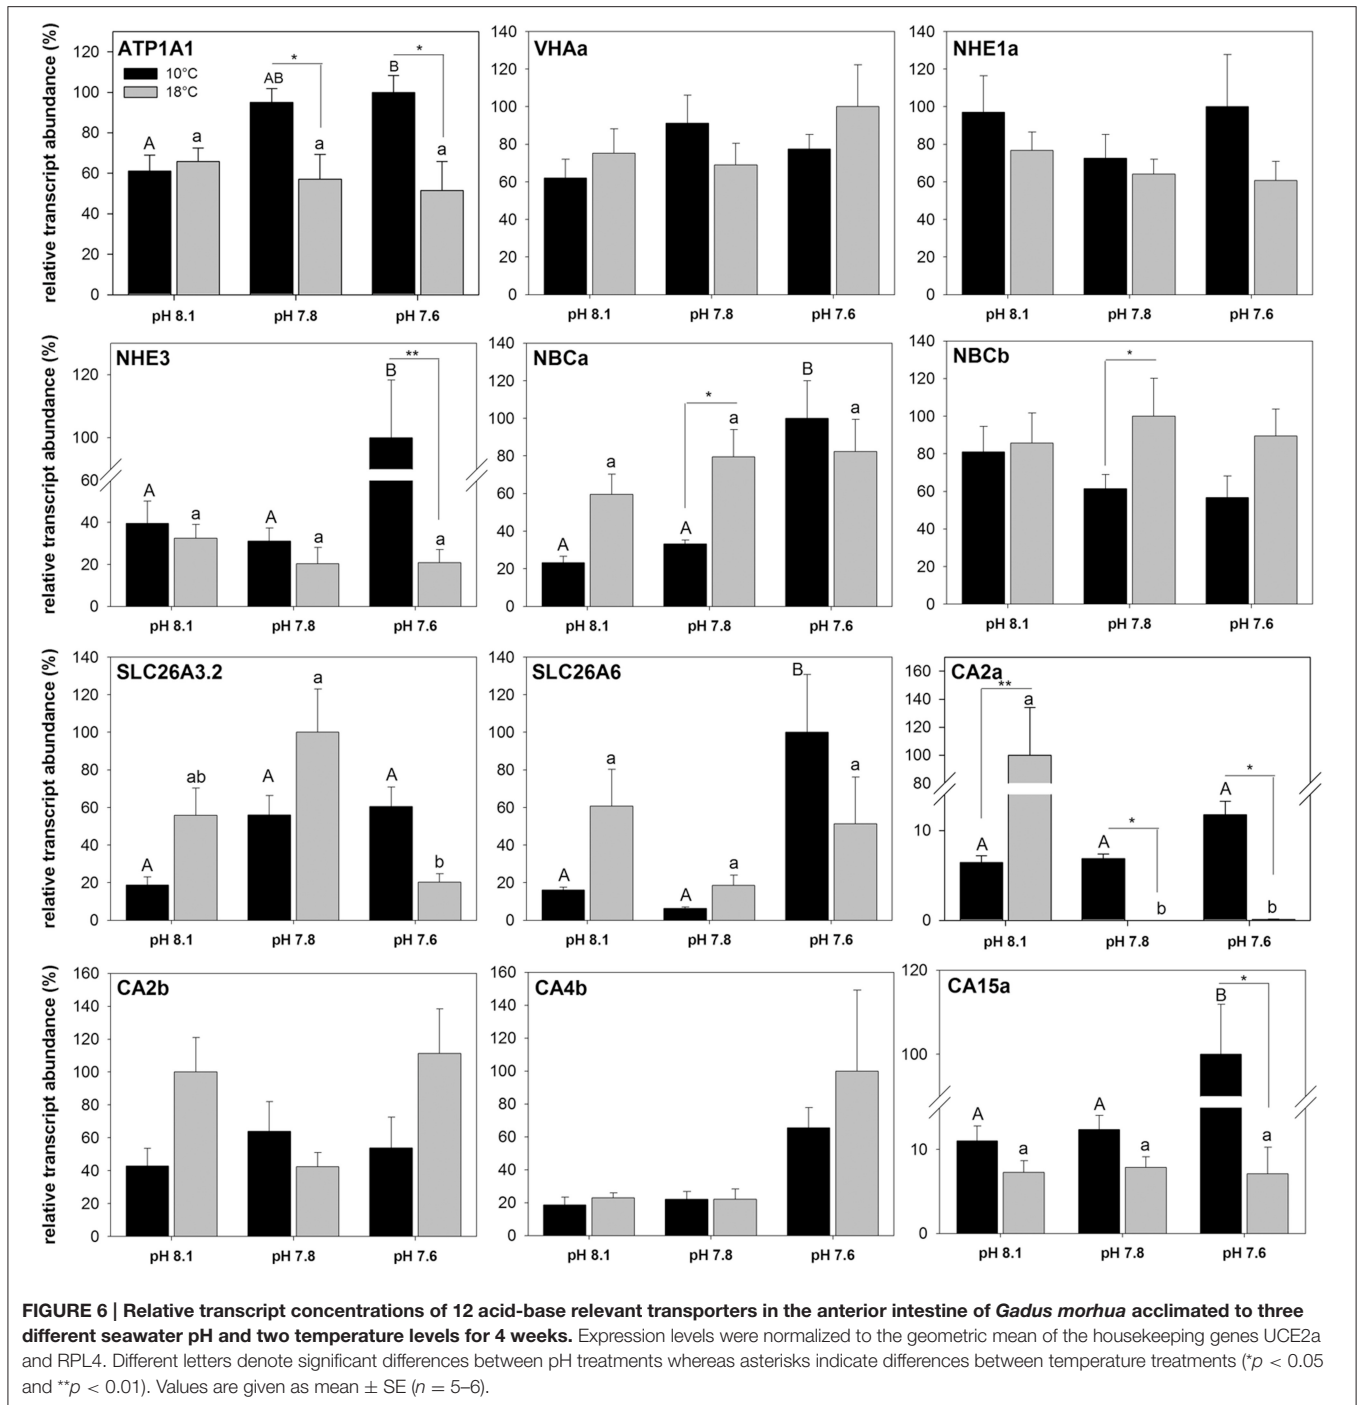 relative transcript abundance (%)
ATP1A1
10°C
18°C
120
100
80
60
40
20
0
A
a
AB
a
*
B
a
*
pH 8.1
pH 7.8
pH 7.6
VHAa
140
120
100
80
60
40
20
0
pH 8.1
pH 7.8
pH 7.6
NHE1a
140
120
100
80
60
40
20
0
pH 8.1
pH 7.8
pH 7.6
relative transcript abundance (%)
NHE3
120
100
60
40
20
0
A
a
A
a
B
a
**
pH 8.1
pH 7.8
pH 7.6
NBCa
140
120
100
80
60
40
20
0
A
a
A
a
*
B
a
pH 8.1
pH 7.8
pH 7.6
NBCb
140
120
100
80
60
40
20
0
*
pH 8.1
pH 7.8
pH 7.6
relative transcript abundance (%)
SLC26A3.2
140
120
100
80
60
40
20
0
A
ab
A
a
A
b
pH 8.1
pH 7.8
pH 7.6
SLC26A6
140
120
100
80
60
40
20
0
A
a
A
a
B
a
pH 8.1
pH 7.8
pH 7.6
CA2a
160
140
120
100
80
10
0
**
A
a
*
A
b
*
A
b
pH 8.1
pH 7.8
pH 7.6
relative transcript abundance (%)
CA2b
160
140
120
100
80
60
40
20
0
pH 8.1
pH 7.8
pH 7.6
CA4b
160
140
120
100
80
60
40
20
0
pH 8.1
pH 7.8
pH 7.6
CA15a
120
100
10
0
A
a
A
a
B
a
*
pH 8.1
pH 7.8
pH 7.6
FIGURE 6 | Relative transcript concentrations of 12 acid-base relevant transporters in the anterior intestine of Gadus morhua acclimated to three
different seawater pH and two temperature levels for 4 weeks. Expression levels were normalized to the geometric mean of the housekeeping genes UCE2a
and RPL4. Different letters denote significant differences between pH treatments whereas asterisks indicate differences between temperature treatments (*p < 0.05
and **p < 0.01). Values are given as mean ± SE (n = 5–6).